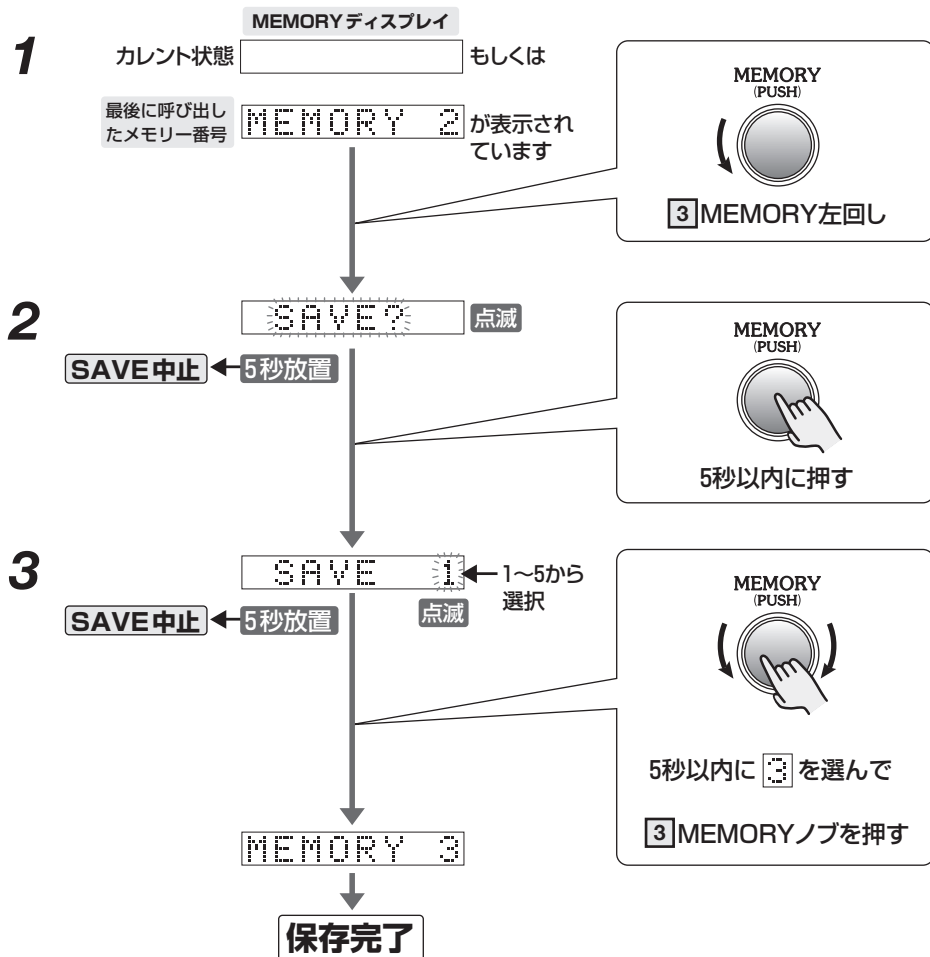 MEMORYディスプレイ
1
カレント状態
もしくは
最後に呼び出し
たメモリー番号
MEMORY 2
が表示され
ています
MEMORY
(PUSH)
3 MEMORY左回し
2
SAVE?
点滅
SAVE中止
5秒放置
MEMORY
(PUSH)
5秒以内に押す
3
SAVE 1
1〜5から
選択
点滅
SAVE中止
5秒放置
MEMORY
(PUSH)
5秒以内に 3 を選んで
3 MEMORYノブを押す
MEMORY 3
保存完了